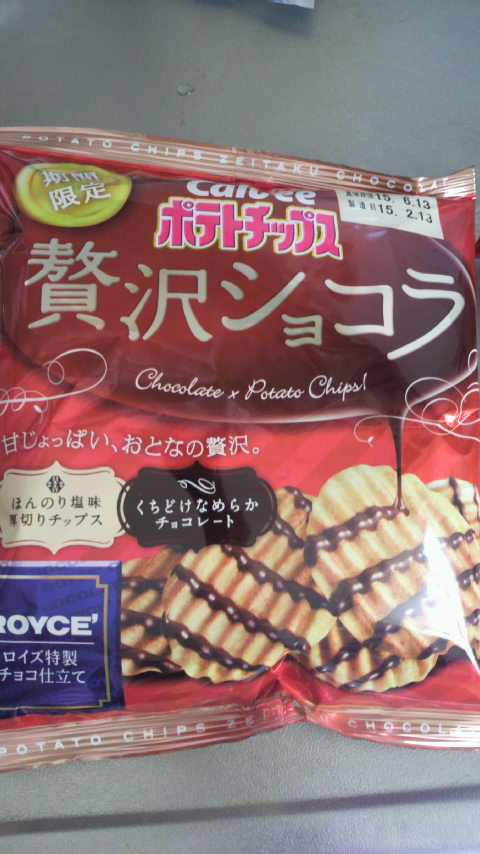 POTATO CHIPS ZEITAKU CHOCOLAT
期間
限定
Calbee
賞味期限15. 6.13
製造日15. 2.13
ポテトチップス
贅沢ショコラ
Chocolate x Potato Chips!
甘じょっぱい、おとなの贅沢。
ほんのり塩味
厚切りチップス
くちどけなめらか
チョコレート
ROYCE'
ロイズ特製
チョコ仕立て
POTATO CHIPS ZEITAKU CHOCOLA